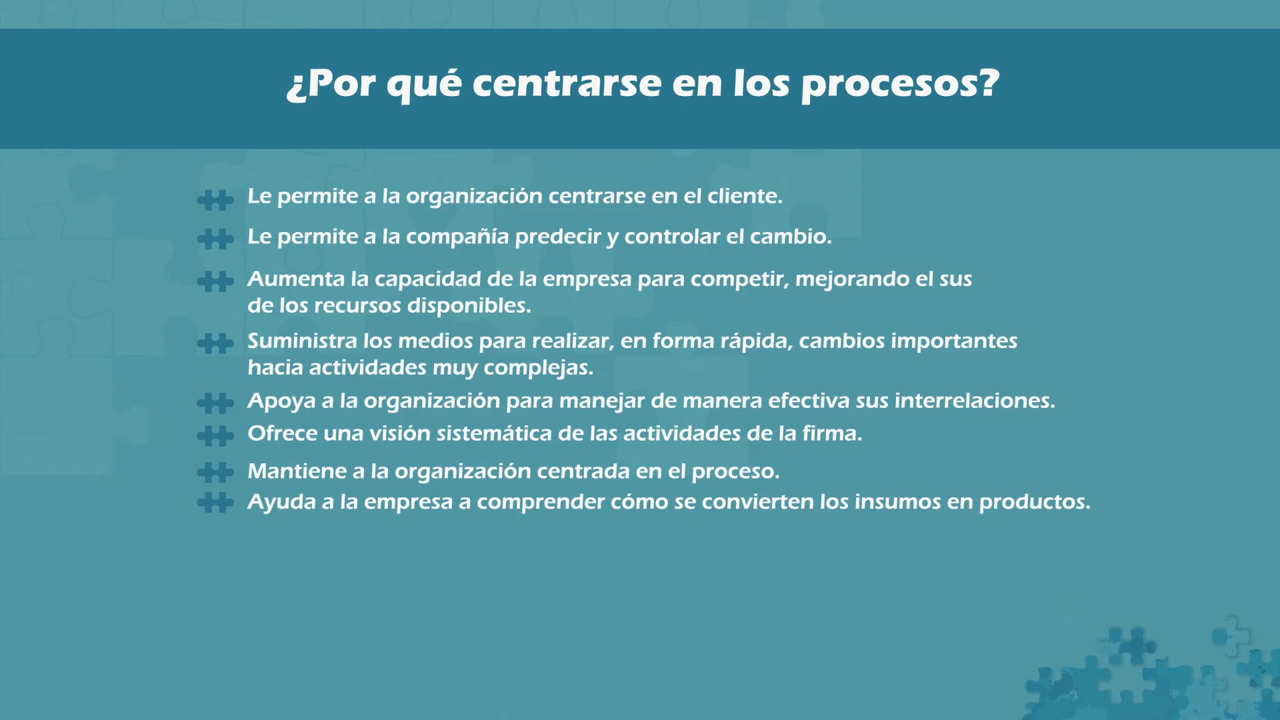 ¿Por qué centrarse en los procesos?
Le permite a la organización centrarse en el cliente.
Le permite a la compañía predecir y controlar el cambio.
Aumenta la capacidad de la empresa para competir, mejorando el sus
de los recursos disponibles.
Suministra los medios para realizar, en forma rápida, cambios importantes
hacia actividades muy complejas.
Apoya a la organización para manejar de manera efectiva sus interrelaciones.
Ofrece una visión sistemática de las actividades de la firma.
Mantiene a la organización centrada en el proceso.
Ayuda a la empresa a comprender cómo se convierten los insumos en productos.